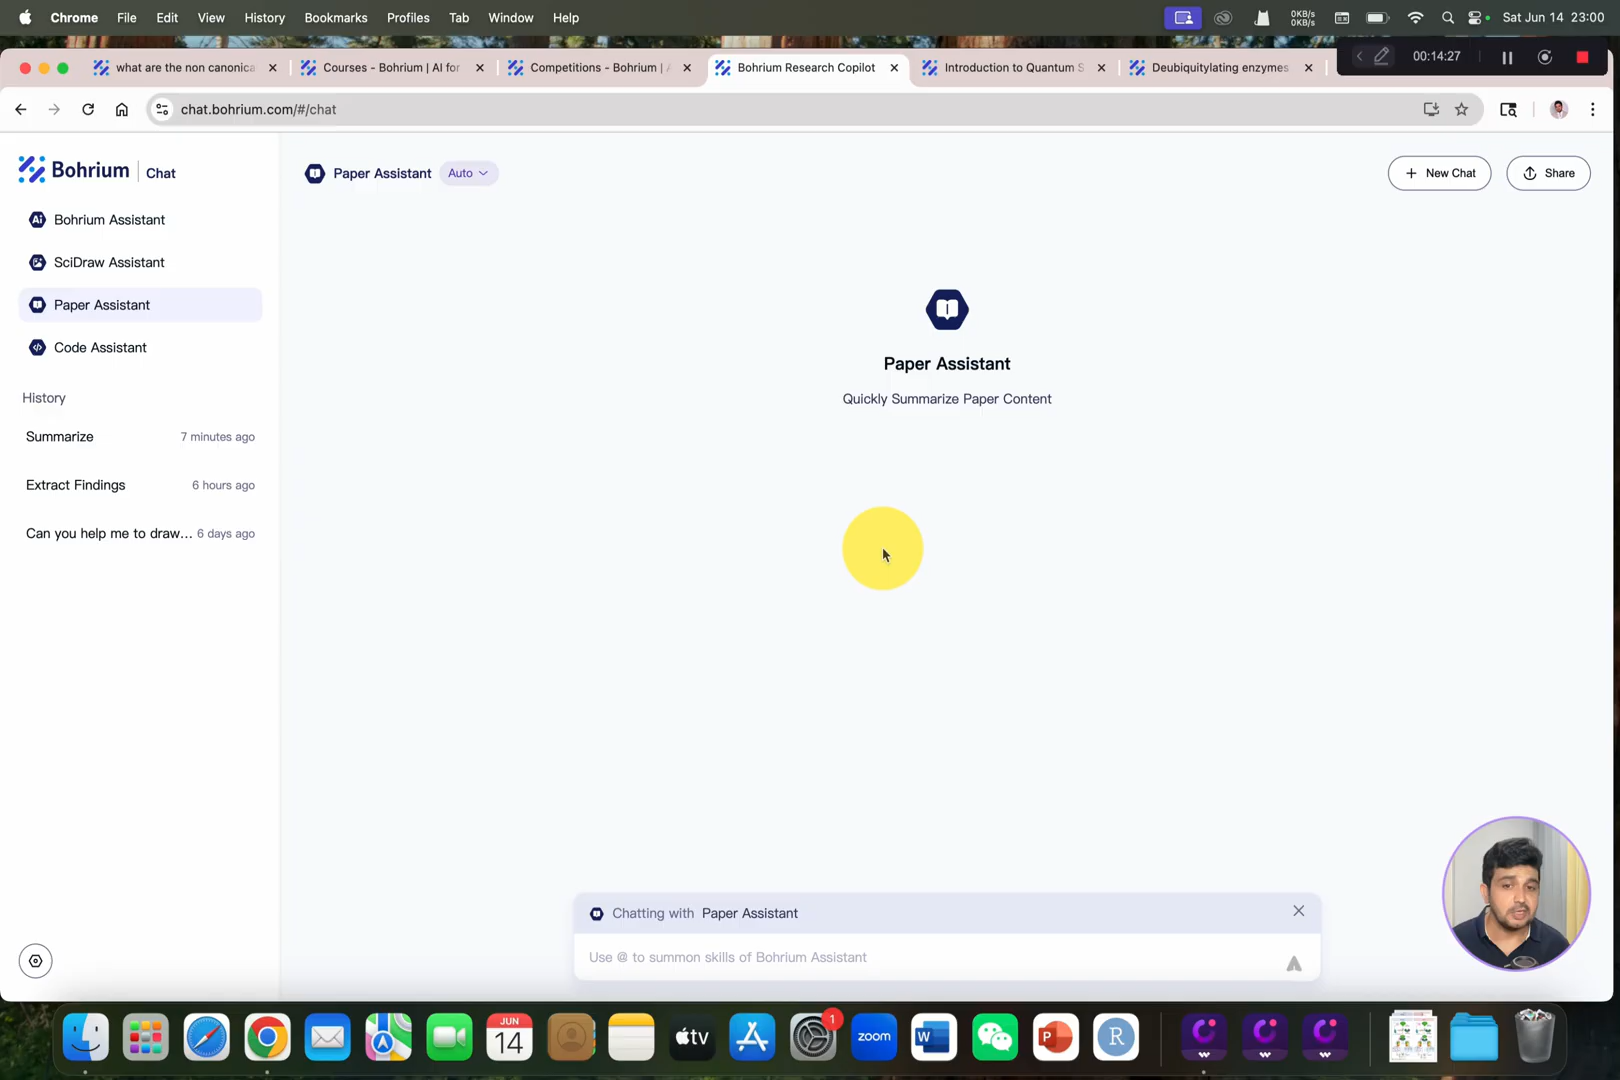 Chrome File Edit View History Bookmarks Profiles Tab Window Help 0KB/s 0KB/s Sat Jun 14 23:00
what are the non canonica Courses - Bohrium | AI for Competitions - Bohrium | Bohrium Research Copilot Introduction to Quantum S Deubiquitylating enzymes 00:14:27
chat.bohrium.com/#/chat
Bohrium Chat
Paper Assistant Auto
New Chat Share
Bohrium Assistant
SciDraw Assistant
Paper Assistant
Code Assistant
History
Summarize 7 minutes ago
Extract Findings 6 hours ago
Can you help me to draw... 6 days ago
Paper Assistant
Quickly Summarize Paper Content
Chatting with Paper Assistant
Use @ to summon skills of Bohrium Assistant
JUN
14
tv
1
zoom
W
P
R